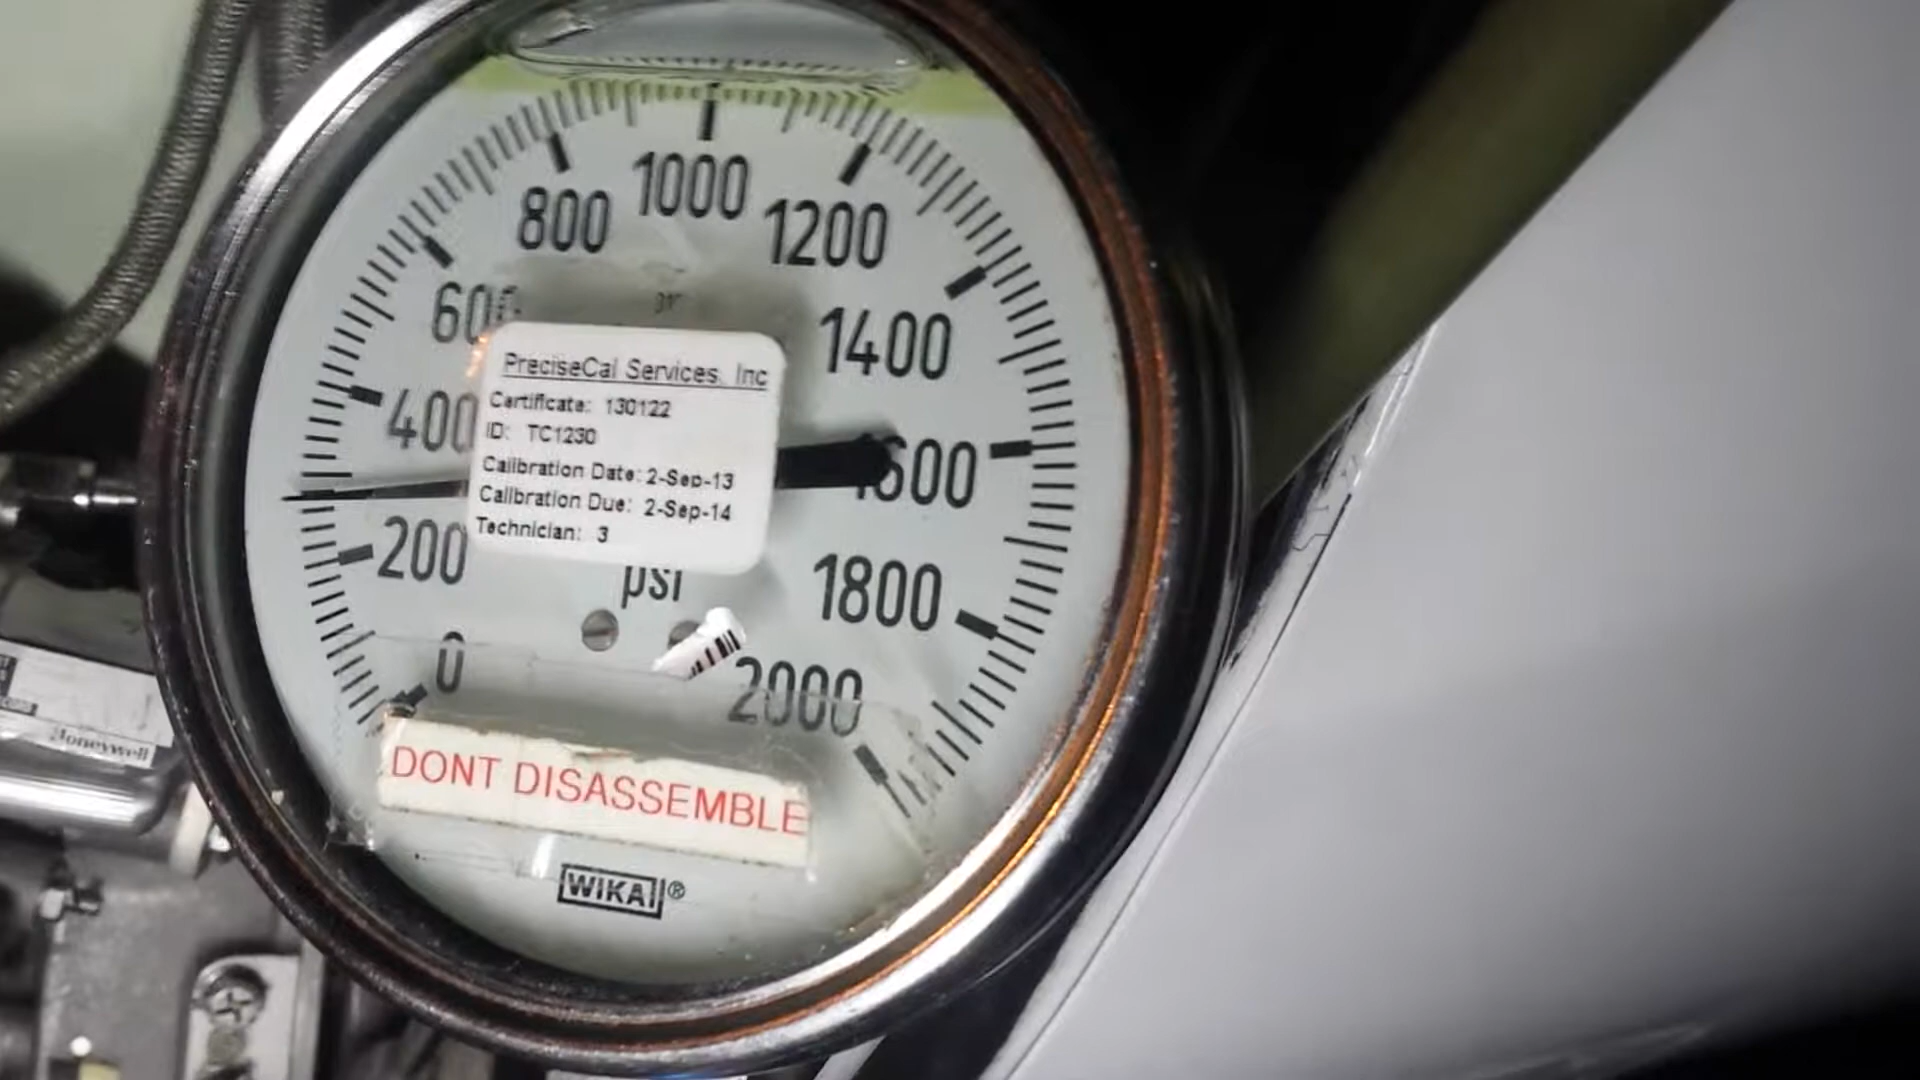 1000
800
1200
600
1400
400
1600
200
1800
0
2000
PreciseCal Services, Inc
Certificate: 130122
ID: TC1230
Calibration Date: 2-Sep-13
Calibration Due: 2-Sep-14
Technician: 3
psi
DONT DISASSEMBLE
WIKA®
Honeywell